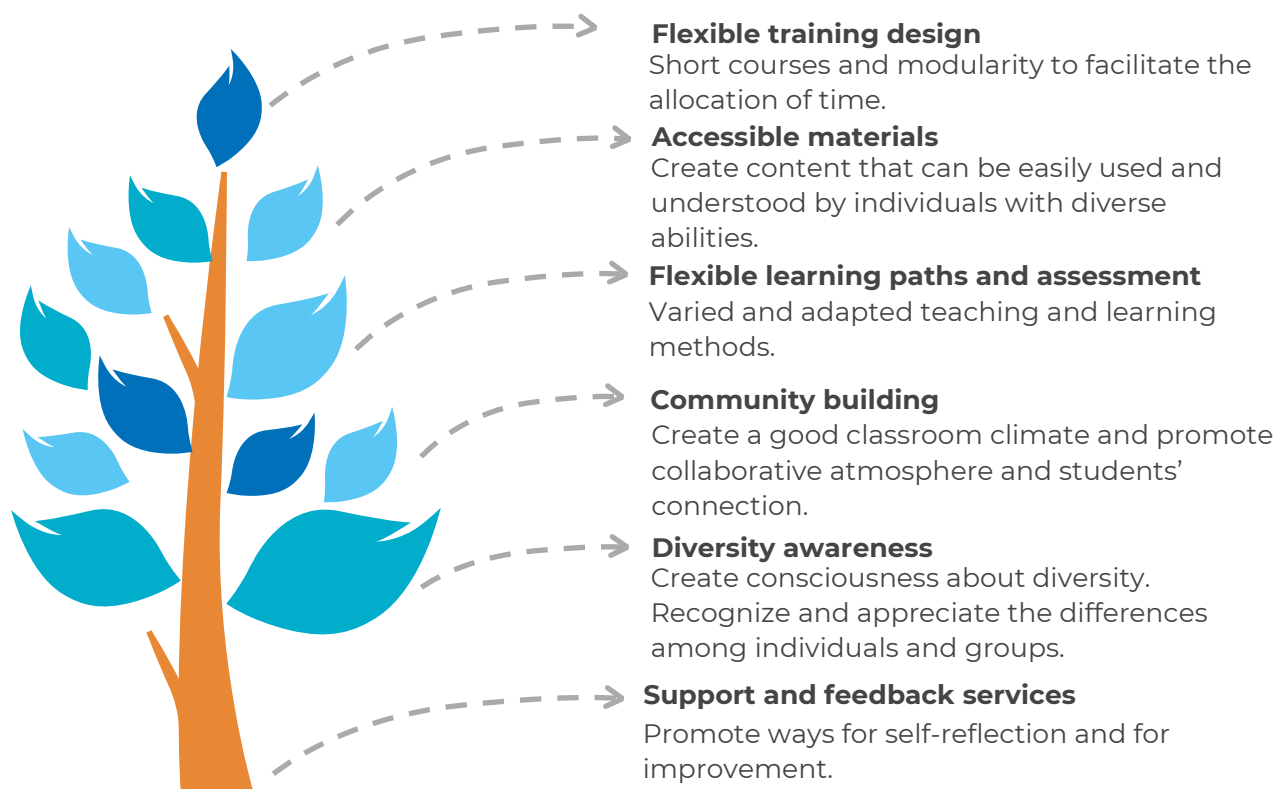 Flexible training design
Short courses and modularity to facilitate the
allocation of time.
Accessible materials
Create content that can be easily used and
understood by individuals with diverse
abilities.
Flexible learning paths and assessment
Varied and adapted teaching and learning
methods.
Community building
Create a good classroom climate and promote
collaborative atmosphere and students’
connection.
Diversity awareness
Create consciousness about diversity.
Recognize and appreciate the differences
among individuals and groups.
Support and feedback services
Promote ways for self-reflection and for
improvement.